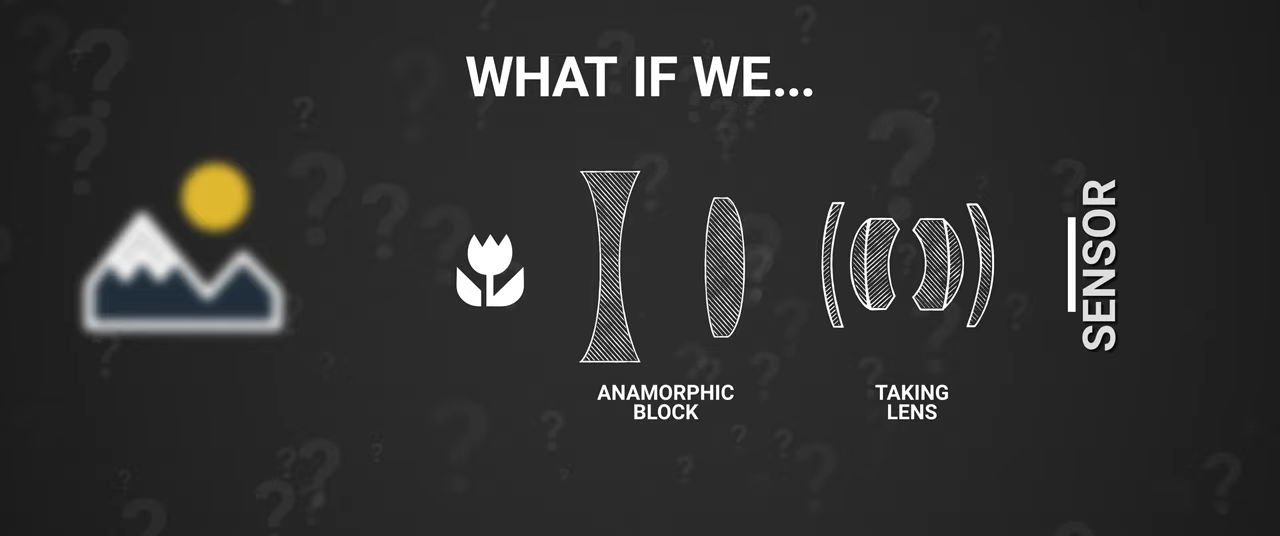 WHAT IF WE...
SENSOR
ANAMORPHIC
BLOCK
TAKING
LENS